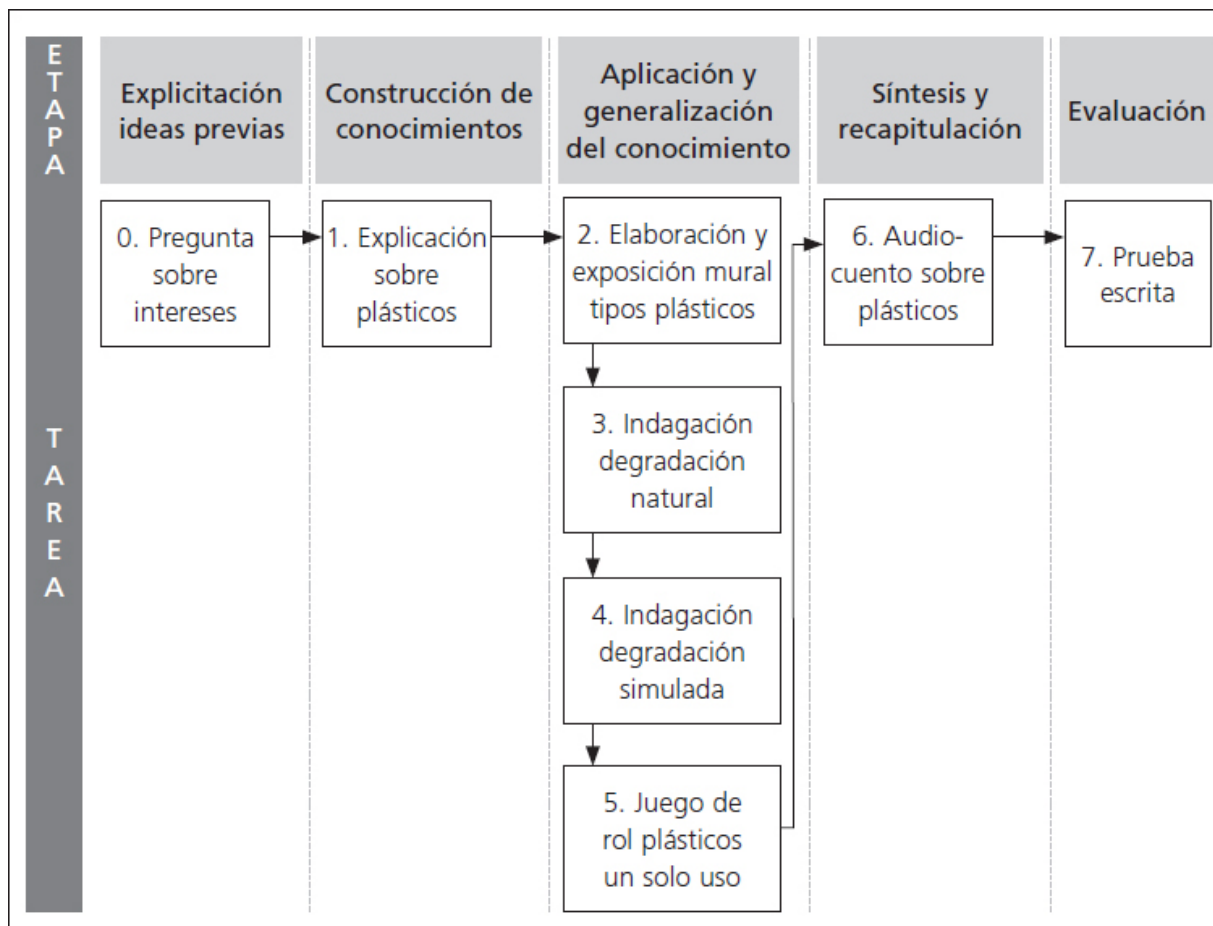 ETAPA
Explicitación
ideas previas
Construcción de
conocimientos
Aplicación y
generalización
del conocimiento
Síntesis y
recapitulación
Evaluación
TAREA
0. Pregunta
sobre
intereses
1. Explicación
sobre
plásticos
2. Elaboración y
exposición mural
tipos plásticos
3. Indagación
degradación
natural
4. Indagación
degradación
simulada
5. Juego de
rol plásticos
un solo uso
6. Audio-
cuento sobre
plásticos
7. Prueba
escrita